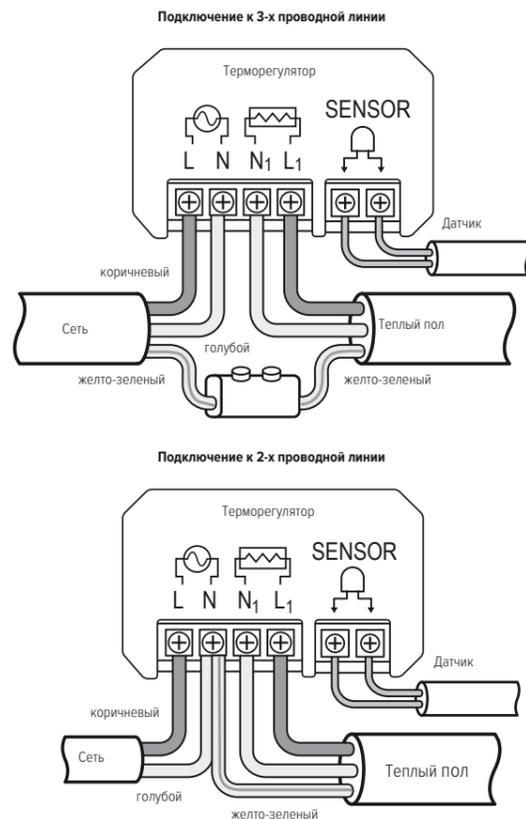 Подключение к 3-х проводной линии
Терморегулятор
SENSOR
L N N1 L1
Датчик
коричневый
Сеть
Теплый пол
голубой
желто-зеленый
желто-зеленый
Подключение к 2-х проводной линии
Терморегулятор
SENSOR
L N N1 L1
Датчик
коричневый
Сеть
Теплый пол
голубой
желто-зеленый